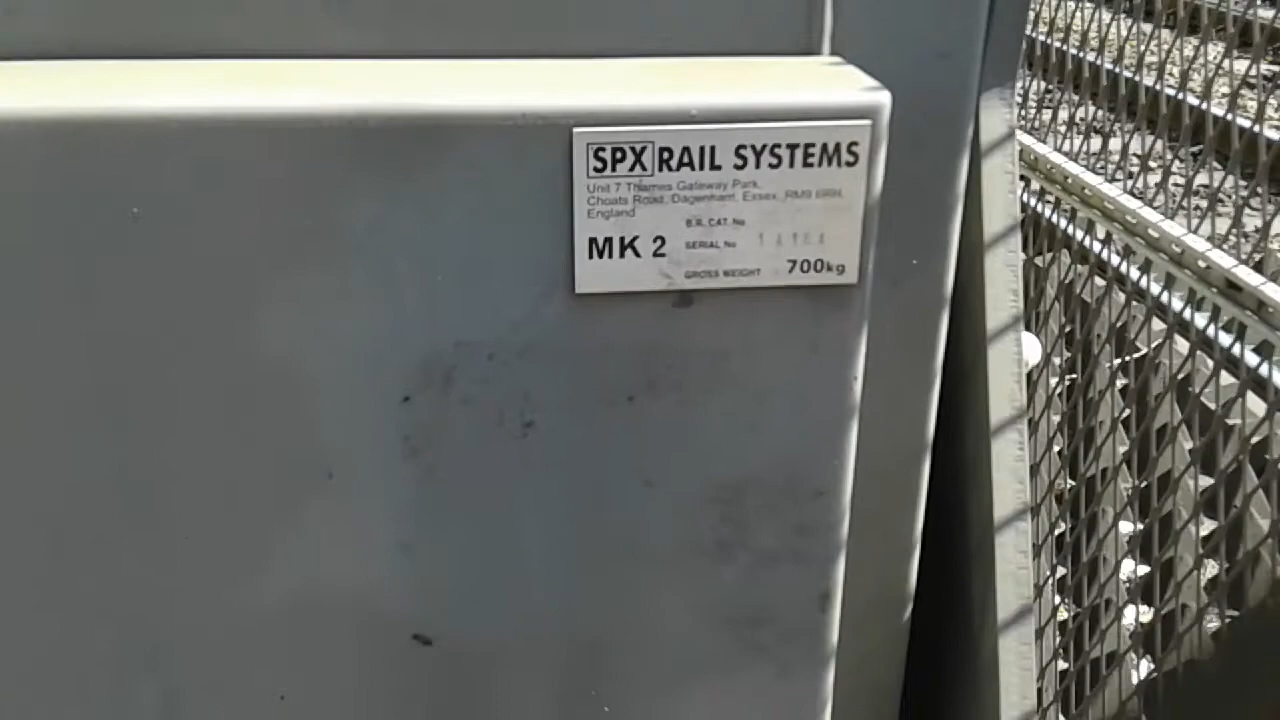 SPX RAIL SYSTEMS
Unit 7 Thames Gateway Park,
Choats Road, Dagenham, Essex, RM9 6RH,
England
B.R. CAT. No
MK 2 SERIAL No
GROSS WEIGHT 700kg